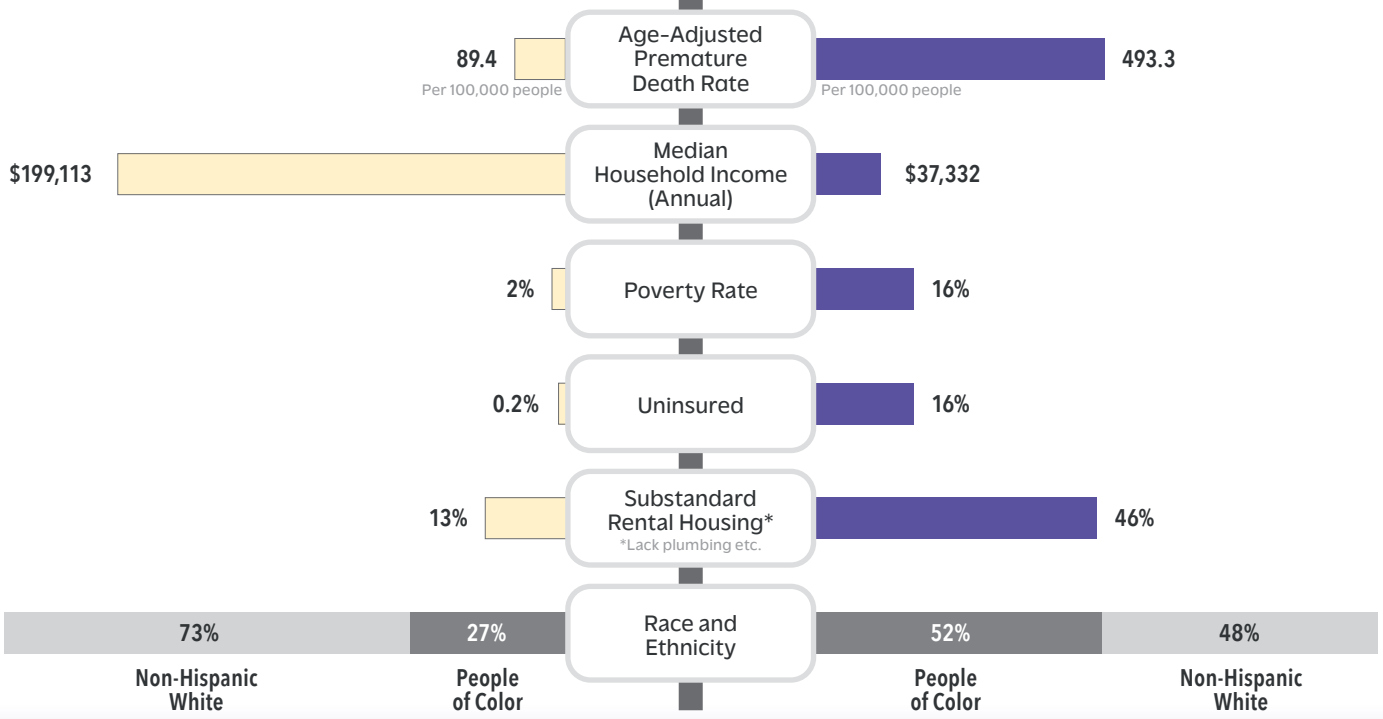 Age-Adjusted
Premature
Death Rate
89.4
Per 100,000 people
493.3
Per 100,000 people
Median
Household Income
(Annual)
$199,113
$37,332
Poverty Rate
2%
16%
Uninsured
0.2%
16%
Substandard
Rental Housing*
*Lack plumbing etc.
13%
46%
Race and
Ethnicity
73%
27%
52%
48%
Non-Hispanic
White
People
of Color
People
of Color
Non-Hispanic
White